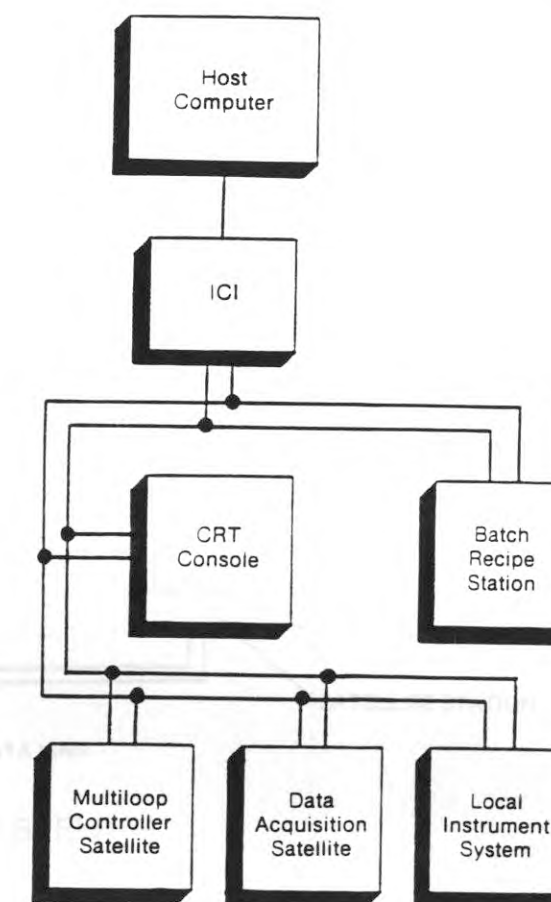 Host
Computer
ICI
CRT
Console
Batch
Recipe
Station
Multiloop
Controller
Satellite
Data
Acquisition
Satellite
Local
Instrument
System